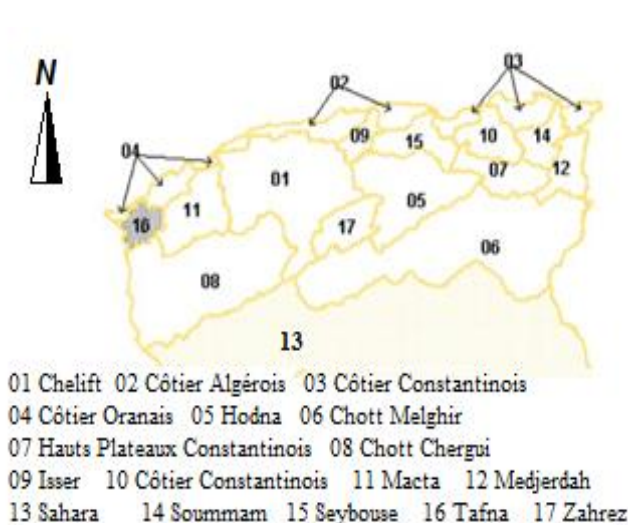 N
03
02
04
09
15
10
14
07
12
01
05
11
16
17
06
08
13
01 Chelift 02 Côtier Algérois 03 Côtier Constantinois
04 Côtier Oranais 05 Hodna 06 Chott Melghir
07 Hauts Plateaux Constantinois 08 Chott Chergui
09 Isser 10 Côtier Constantinois 11 Macta 12 Medjerdah
13 Sahara 14 Soummam 15 Seybouse 16 Tafna 17 Zahrez